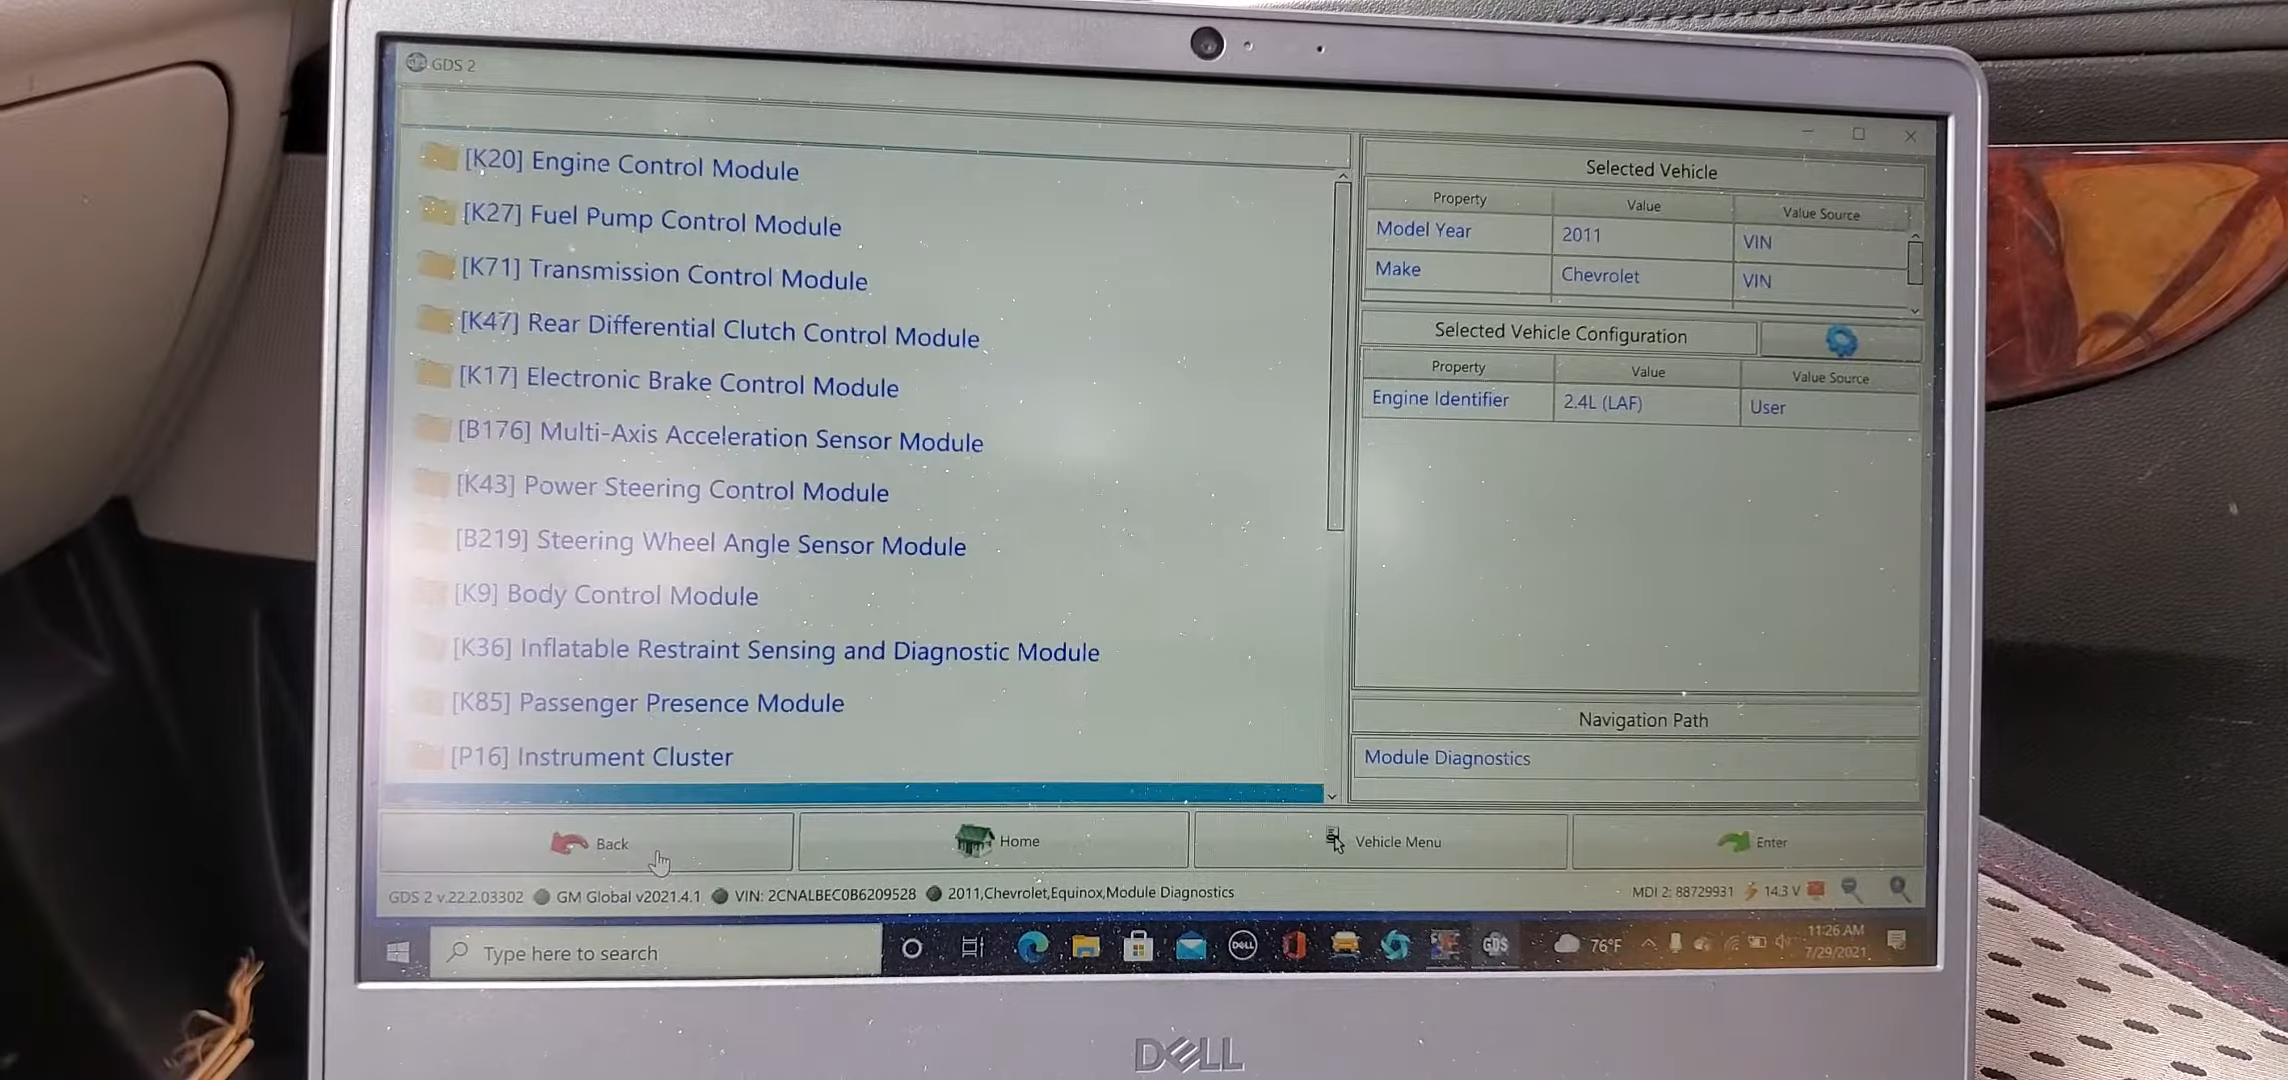 GDS 2
[K20] Engine Control Module
[K27] Fuel Pump Control Module
[K71] Transmission Control Module
[K47] Rear Differential Clutch Control Module
[K17] Electronic Brake Control Module
[B176] Multi-Axis Acceleration Sensor Module
[K43] Power Steering Control Module
[B219] Steering Wheel Angle Sensor Module
[K9] Body Control Module
[K36] Inflatable Restraint Sensing and Diagnostic Module
[K85] Passenger Presence Module
[P16] Instrument Cluster
Selected Vehicle
Property Value Value Source
Model Year 2011 VIN
Make Chevrolet VIN
Selected Vehicle Configuration
Property Value Value Source
Engine Identifier 2.4L (LAF) User
Navigation Path
Module Diagnostics
Back Home Vehicle Menu Enter
GDS 2 v.22.2.03302 GM Global v2021.4.1 VIN: 2CNALBEC0B6209528 2011,Chevrolet,Equinox,Module Diagnostics MDI 2: 88729931 14.3 V
Type here to search DELL GDS 76°F 11:26 AM
7/29/2021
DELL